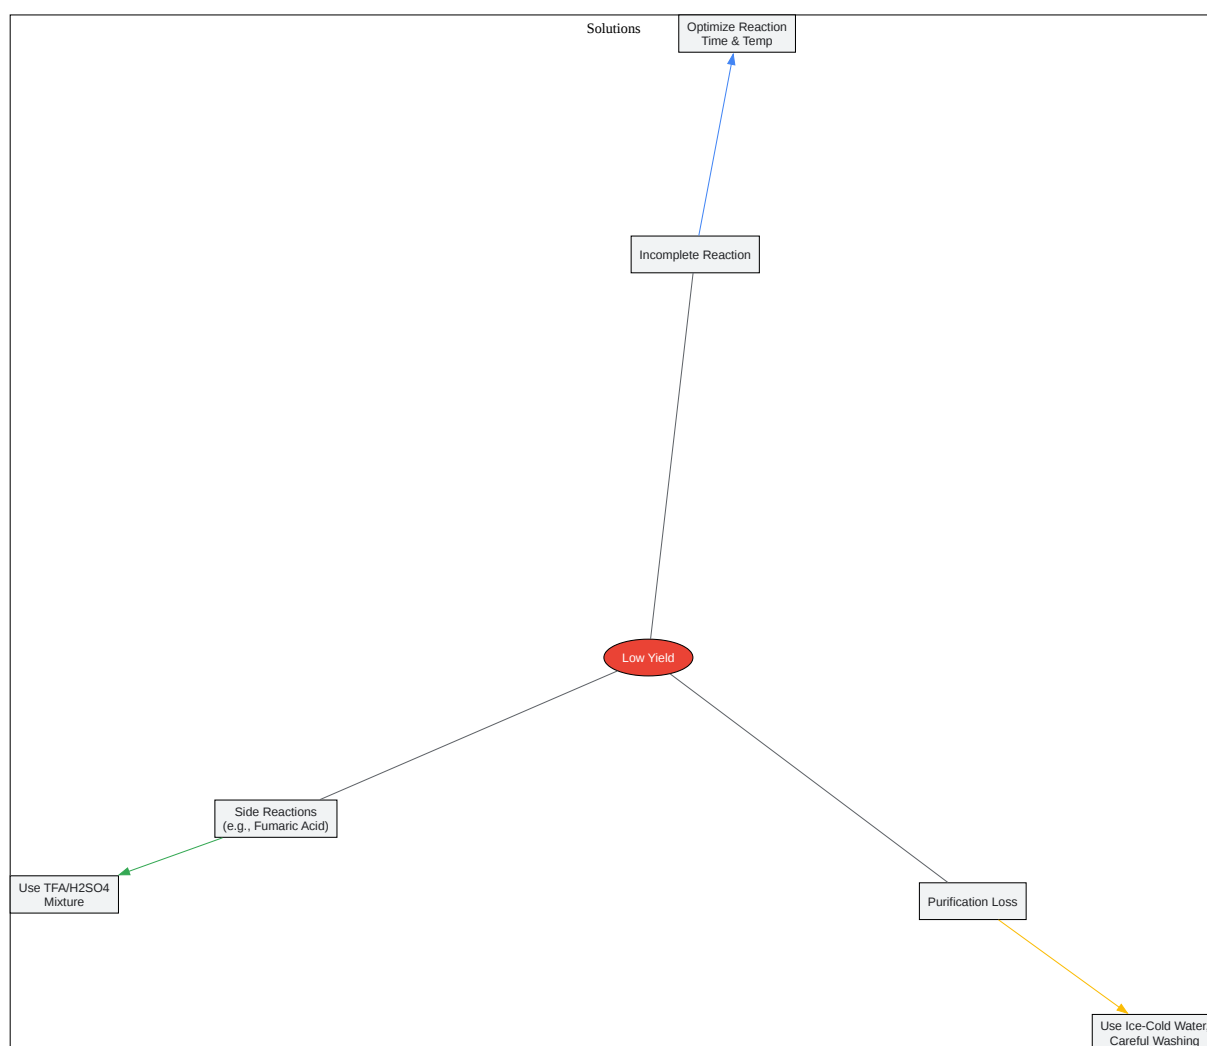 Solutions
Optimize Reaction
Time & Temp
Incomplete Reaction
Low Yield
Side Reactions
(e.g., Fumaric Acid)
Use TFA/H2SO4
Mixture
Purification Loss
Use Ice-Cold Water,
Careful Washing